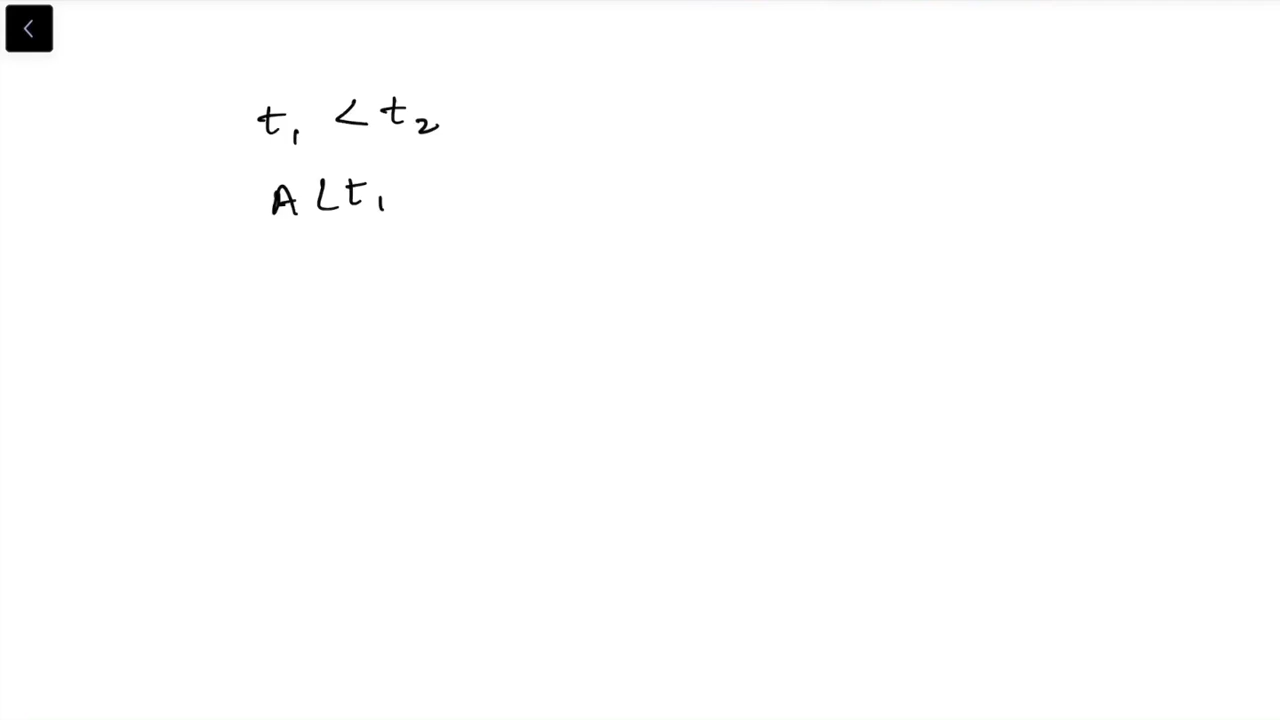 t₁ < t₂
A < t₁